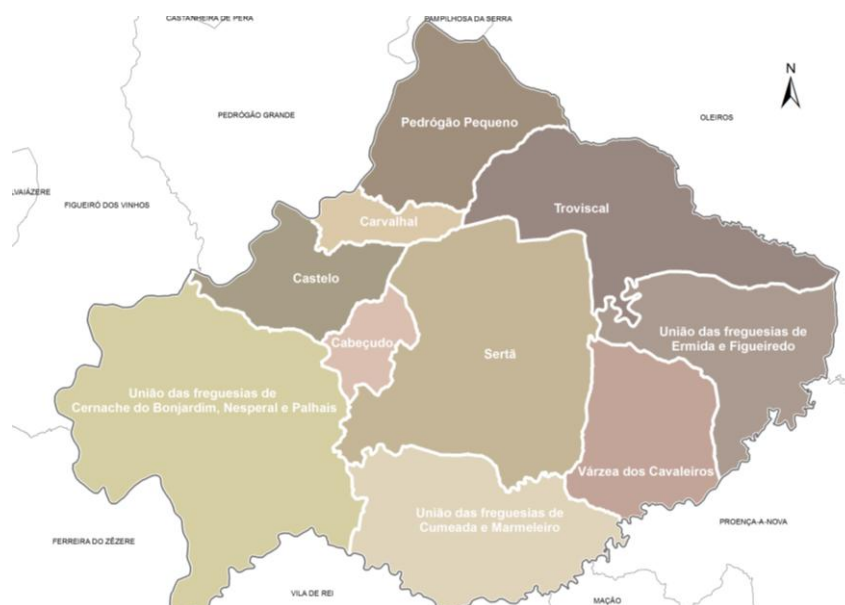 CASTANHEIRA DE PERA
PAMPILHOSA DA SERRA
N
PEDRÓGÃO GRANDE
OLEIROS
Pedrógão Pequeno
LVAIÁZERE
FIGUEIRÓ DOS VINHOS
Troviscal
Carvalhal
Castelo
União das freguesias de
Ermida e Figueiredo
Cabeçudo
Sertã
União das freguesias de
Cernache do Bonjardim, Nesperal e Palhais
Várzea dos Cavaleiros
União das freguesias de
Cumeada e Marmeleiro
PROENÇA-A-NOVA
FERREIRA DO ZÊZERE
VILA DE REI
MAÇÃO